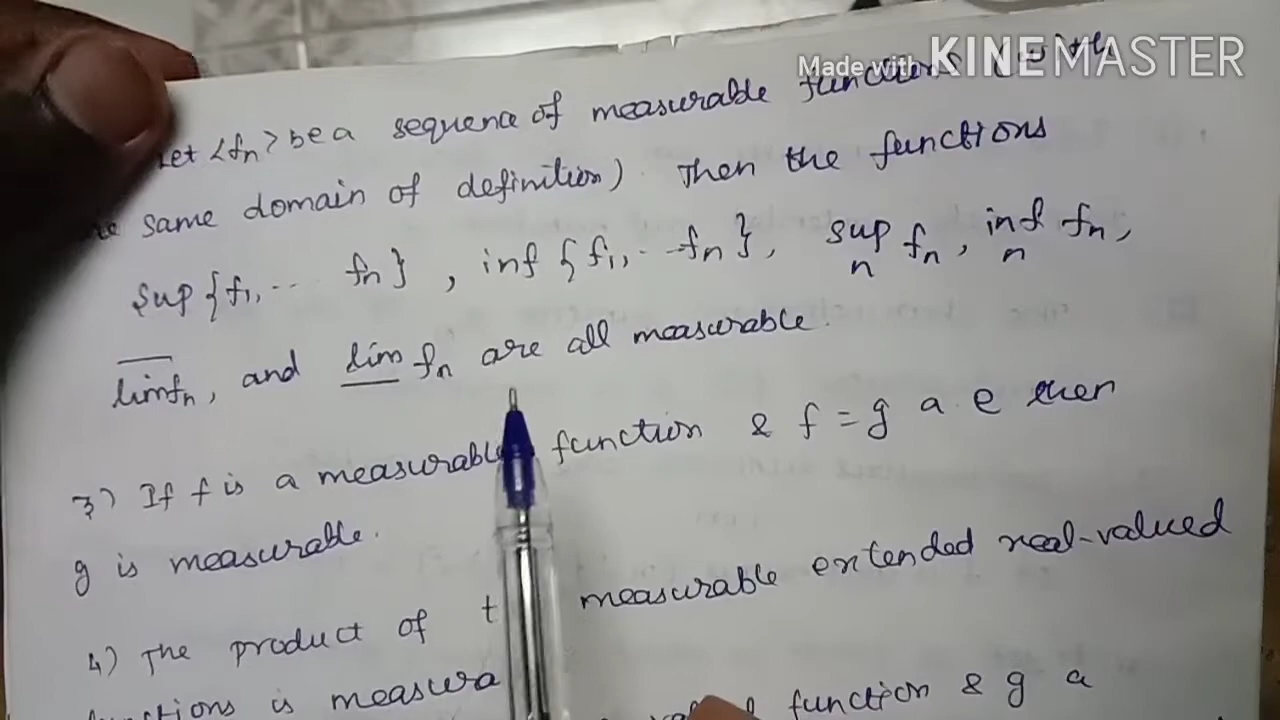 Made with KINEMASTER
Let <fn> be a sequence of measurable functions (with
same domain of definition) Then the functions
sup {f1, .. fn} , inf {f1, .. fn}, sup n fn, inf n fn,
lim fn, and lim fn are all measurable.
3) If f is a measurable function & f = g a e then
g is measurable.
4) The product of measurable extended real-valued
is function & g a